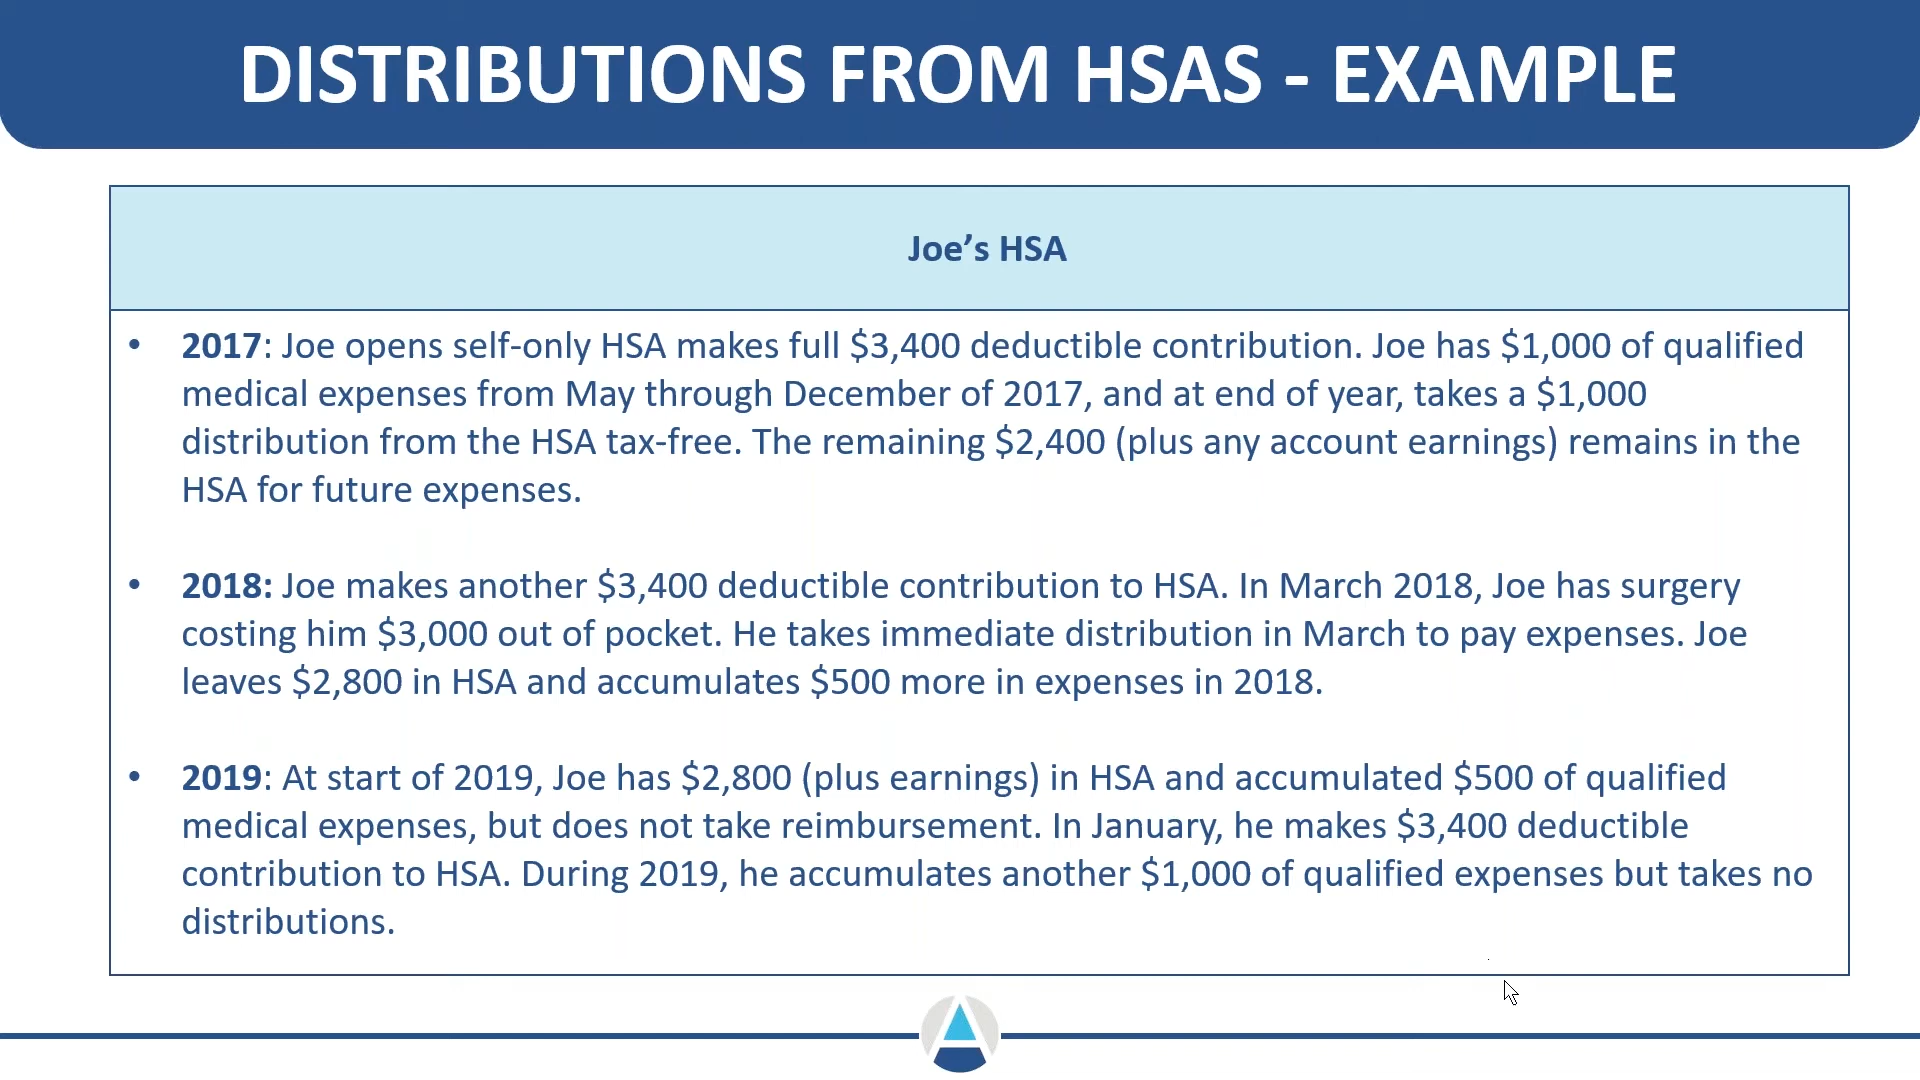 DISTRIBUTIONS FROM HSAS - EXAMPLE
Joe’s HSA
• 2017: Joe opens self-only HSA makes full $3,400 deductible contribution. Joe has $1,000 of qualified
medical expenses from May through December of 2017, and at end of year, takes a $1,000
distribution from the HSA tax-free. The remaining $2,400 (plus any account earnings) remains in the
HSA for future expenses.
• 2018: Joe makes another $3,400 deductible contribution to HSA. In March 2018, Joe has surgery
costing him $3,000 out of pocket. He takes immediate distribution in March to pay expenses. Joe
leaves $2,800 in HSA and accumulates $500 more in expenses in 2018.
• 2019: At start of 2019, Joe has $2,800 (plus earnings) in HSA and accumulated $500 of qualified
medical expenses, but does not take reimbursement. In January, he makes $3,400 deductible
contribution to HSA. During 2019, he accumulates another $1,000 of qualified expenses but takes no
distributions.